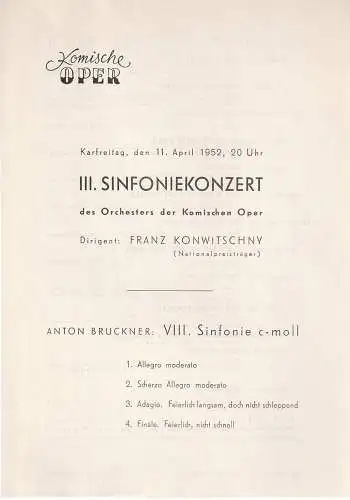 Komische
OPER
Karfreitag, den 11. April 1952, 20 Uhr
III. SINFONIEKONZERT
des Orchesters der Komischen Oper
Dirigent: FRANZ KONWITSCHNY
(Nationalpreisträger)
ANTON BRUCKNER: VIII. Sinfonie c-moll
1. Allegro moderato
2. Scherzo Allegro moderato
3. Adagio. Feierlich langsam, doch nicht schleppend
4. Finale. Feierlich, nicht schnell